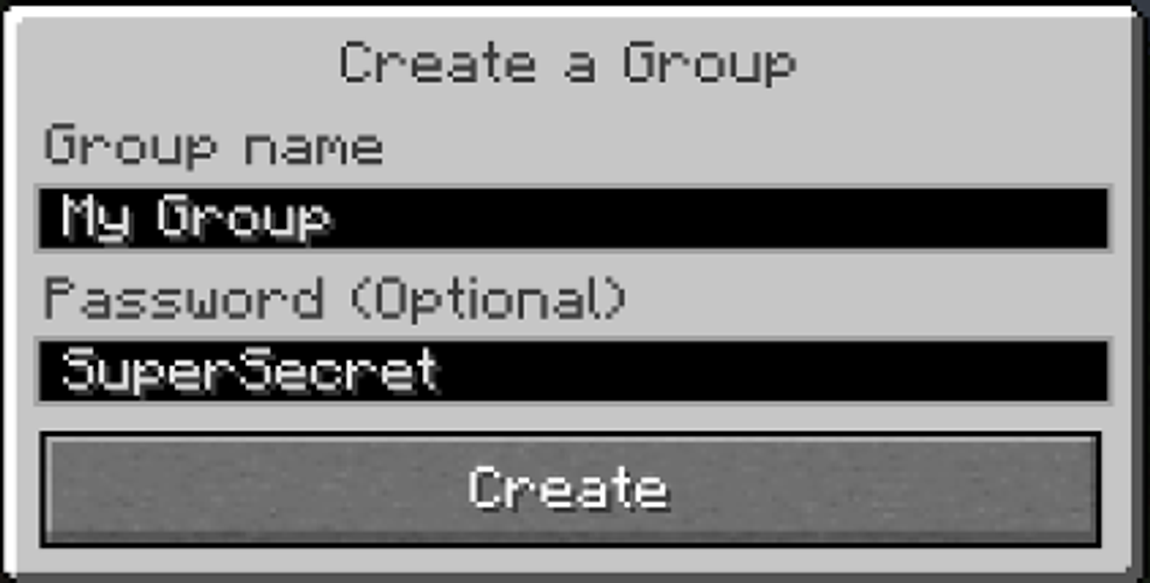 Create a Group
Group name
My Group
Password (Optional)
SuperSecret
Create